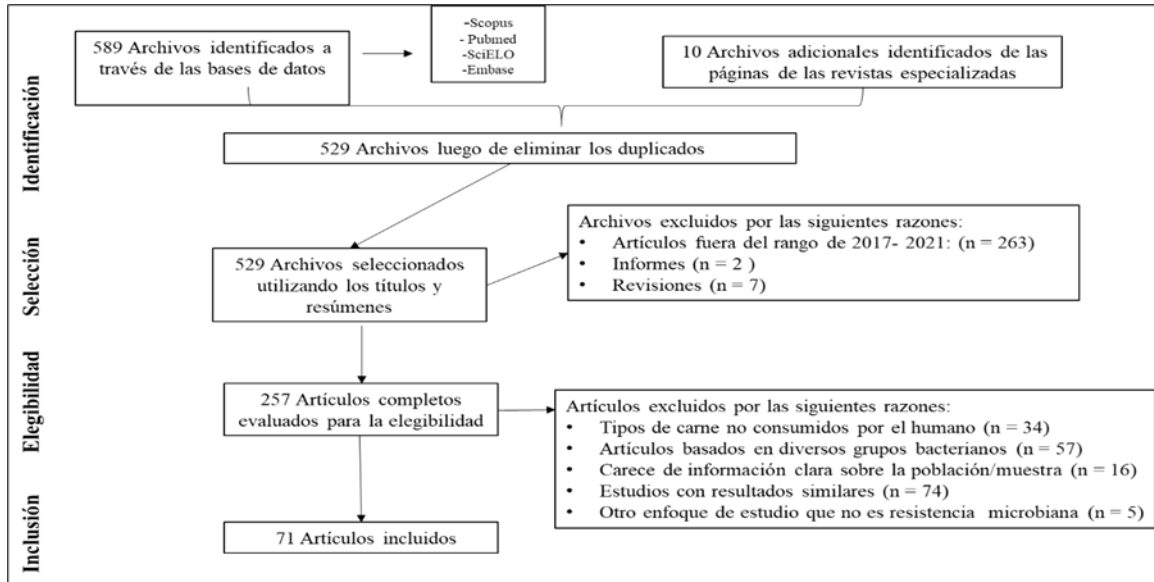 Identificación
589 Archivos identificados a
través de las bases de datos
-Scopus
- Pubmed
-SciELO
-Embase
10 Archivos adicionales identificados de las
páginas de las revistas especializadas
529 Archivos luego de eliminar los duplicados
Selección
529 Archivos seleccionados
utilizando los títulos y
resúmenes
Archivos excluidos por las siguientes razones:
• Artículos fuera del rango de 2017- 2021: (n = 263)
• Informes (n = 2 )
• Revisiones (n = 7)
Elegibilidad
257 Artículos completos
evaluados para la elegibilidad
Artículos excluidos por las siguientes razones:
• Tipos de carne no consumidos por el humano (n = 34)
• Artículos basados en diversos grupos bacterianos (n = 57)
• Carece de información clara sobre la población/muestra (n = 16)
• Estudios con resultados similares (n = 74)
• Otro enfoque de estudio que no es resistencia microbiana (n = 5)
Inclusión
71 Artículos incluidos